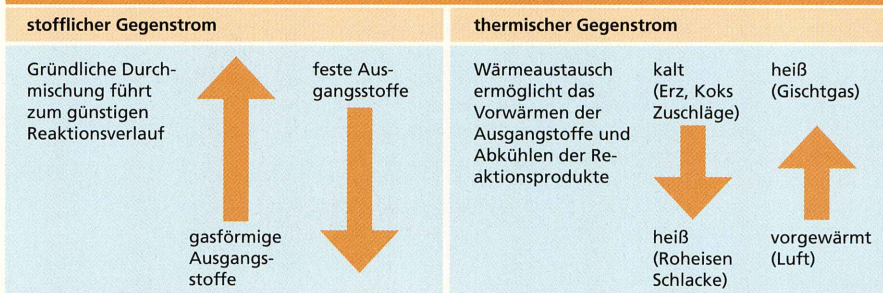 stofflicher Gegenstrom
Gründliche Durch-
mischung führt
zum günstigen
Reaktionsverlauf
feste Aus-
gangsstoffe
gasförmige
Ausgangs-
stoffe
thermischer Gegenstrom
Wärmeaustausch
ermöglicht das
Vorwärmen der
Ausgangstoffe und
Abkühlen der Re-
aktionsprodukte
kalt
(Erz, Koks
Zuschläge)
heiß
(Gischtgas)
heiß
(Roheisen
Schlacke)
vorgewärmt
(Luft)